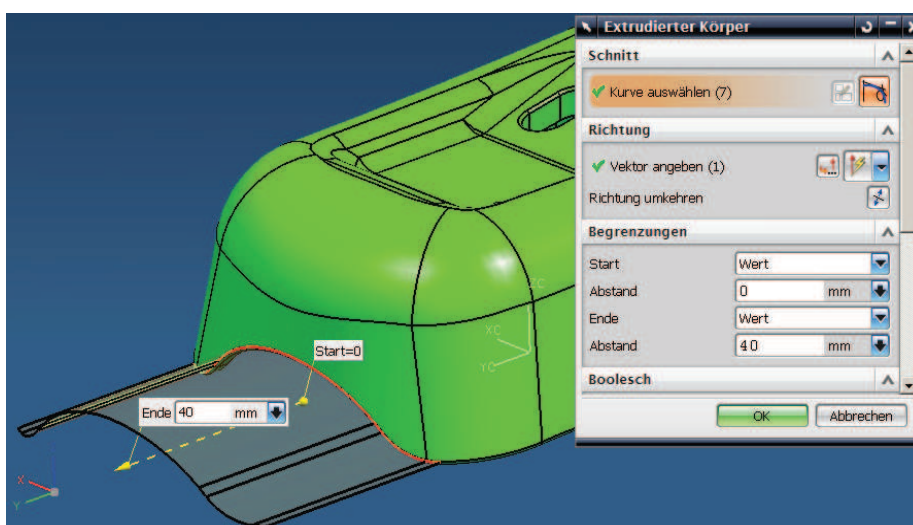 Extrudierter Körper
Schnitt
Kurve auswählen (7)
Richtung
Vektor angeben (1)
Richtung umkehren
Begrenzungen
Start Wert
Abstand 0 mm
Ende Wert
Abstand 40 mm
Boolesch
OK Abbrechen
Start=0
Ende 40 mm
ZC
XC
YC
X
Y